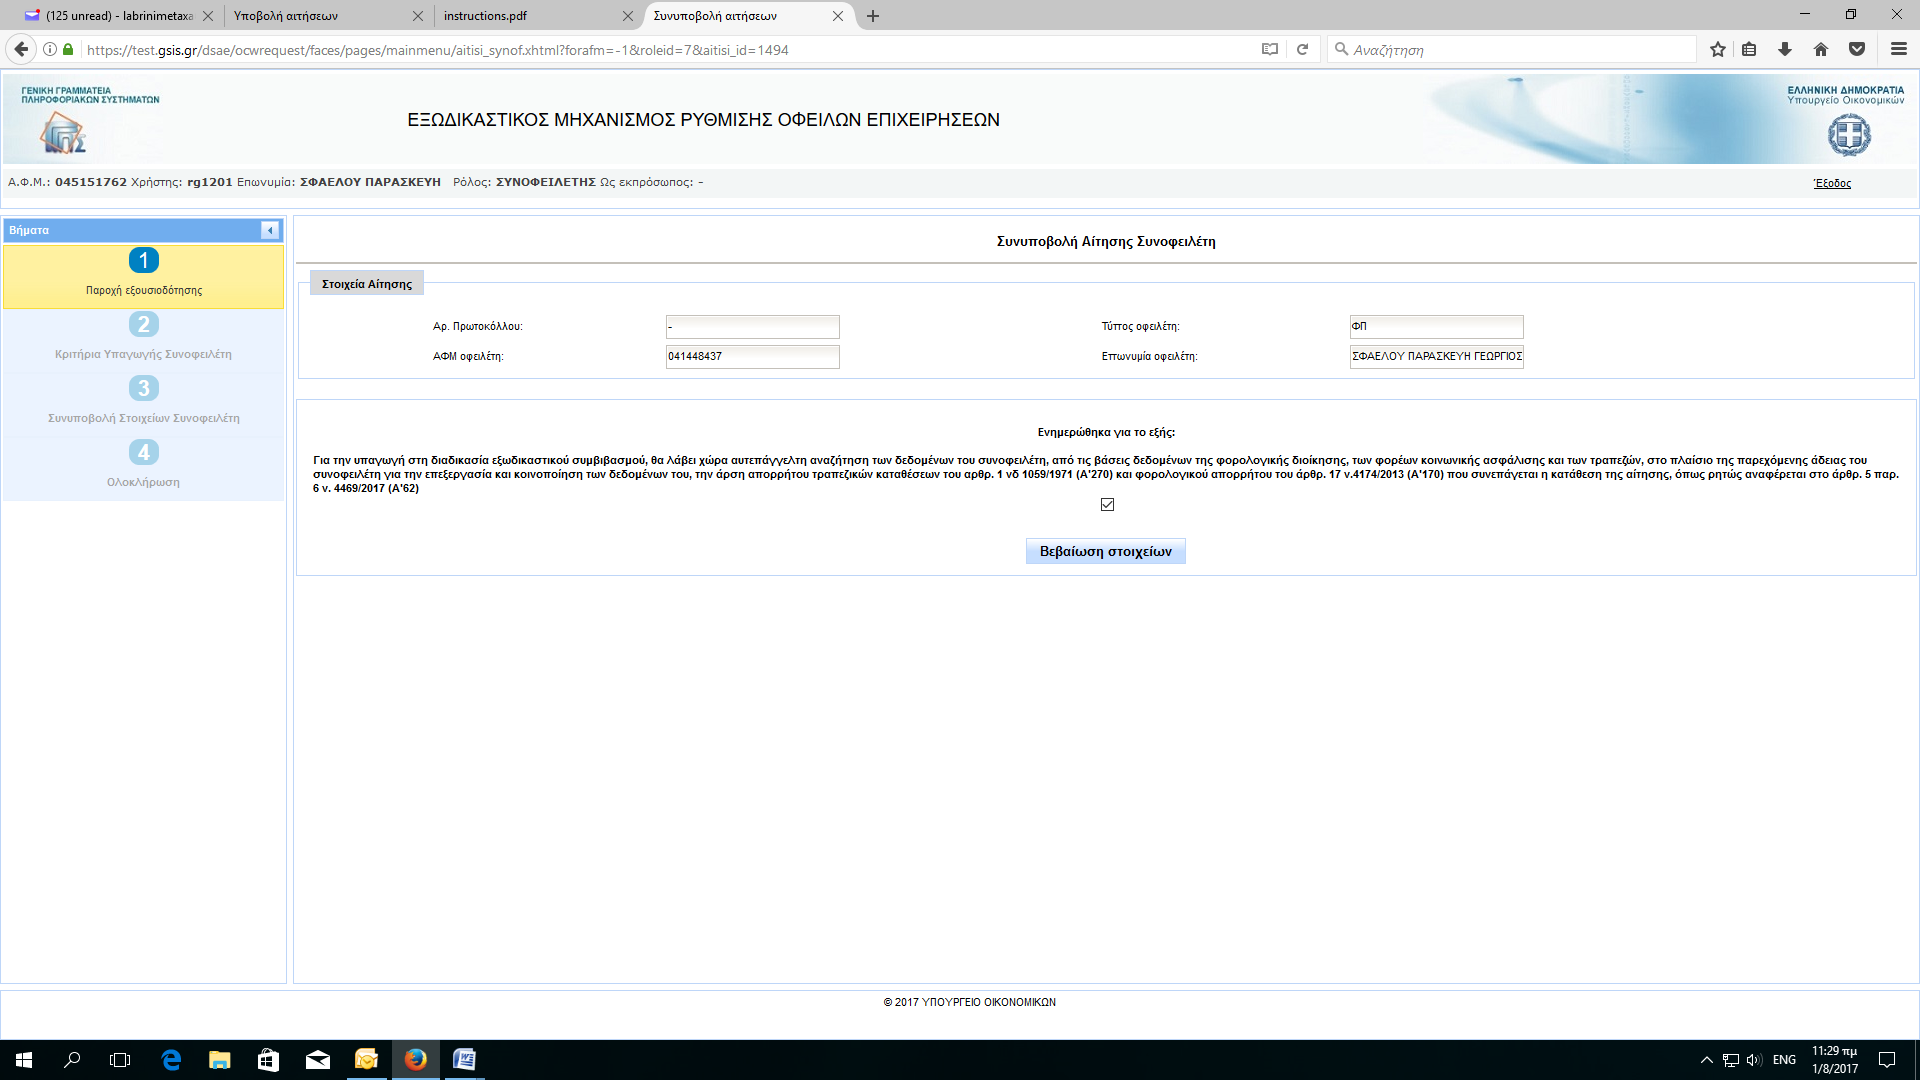 (125 unread) - labrinimetaxa
Υποβολή αιτήσεων
instructions.pdf
Συνυποβολή αιτήσεων
https://test.gsis.gr/dsae/ocwrequest/faces/pages/mainmenu/aitisi_synof.xhtml?forafm=-1&roleid=7&aitisi_id=1494
Αναζήτηση
ΓΕΝΙΚΗ ΓΡΑΜΜΑΤΕΙΑ
ΠΛΗΡΟΦΟΡΙΑΚΩΝ ΣΥΣΤΗΜΑΤΩΝ
ΕΞΩΔΙΚΑΣΤΙΚΟΣ ΜΗΧΑΝΙΣΜΟΣ ΡΥΘΜΙΣΗΣ ΟΦΕΙΛΩΝ ΕΠΙΧΕΙΡΗΣΕΩΝ
ΕΛΛΗΝΙΚΗ ΔΗΜΟΚΡΑΤΙΑ
Υπουργείο Οικονομικών
Α.Φ.Μ.: 045151762 Χρήστης: rg1201 Επωνυμία: ΣΦΑΕΛΟΥ ΠΑΡΑΣΚΕΥΗ Ρόλος: ΣΥΝΟΦΕΙΛΕΤΗΣ Ως εκπρόσωπος: -
Έξοδος
Βήματα
1
Παροχή εξουσιοδότησης
2
Κριτήρια Υπαγωγής Συνοφειλέτη
3
Συνυποβολή Στοιχείων Συνοφειλέτη
4
Ολοκλήρωση
Συνυποβολή Αίτησης Συνοφειλέτη
Στοιχεία Αίτησης
Αρ. Πρωτοκόλλου: -
Τύπος οφειλέτη: ΦΠ
ΑΦΜ οφειλέτη: 041448437
Επωνυμία οφειλέτη: ΣΦΑΕΛΟΥ ΠΑΡΑΣΚΕΥΗ ΓΕΩΡΓΙΟΣ
Ενημερώθηκα για το εξής:
Για την υπαγωγή στη διαδικασία εξωδικαστικού συμβιβασμού, θα λάβει χώρα αυτεπάγγελτη αναζήτηση των δεδομένων του συνοφειλέτη, από τις βάσεις δεδομένων της φορολογικής διοίκησης, των φορέων κοινωνικής ασφάλισης και των τραπεζών, στο πλαίσιο της παρεχόμενης άδειας του
συνοφειλέτη για την επεξεργασία και κοινοποίηση των δεδομένων του, την άρση απορρήτου τραπεζικών καταθέσεων του αρθρ. 1 νδ 1059/1971 (Α'270) και φορολογικού απορρήτου του άρθρ. 17 ν.4174/2013 (Α'170) που συνεπάγεται η κατάθεση της αίτησης, όπως ρητώς αναφέρεται στο άρθρ. 5 παρ.
6 ν. 4469/2017 (Α'62)
Βεβαίωση στοιχείων
© 2017 ΥΠΟΥΡΓΕΙΟ ΟΙΚΟΝΟΜΙΚΩΝ
ENG
11:29 πμ
1/8/2017